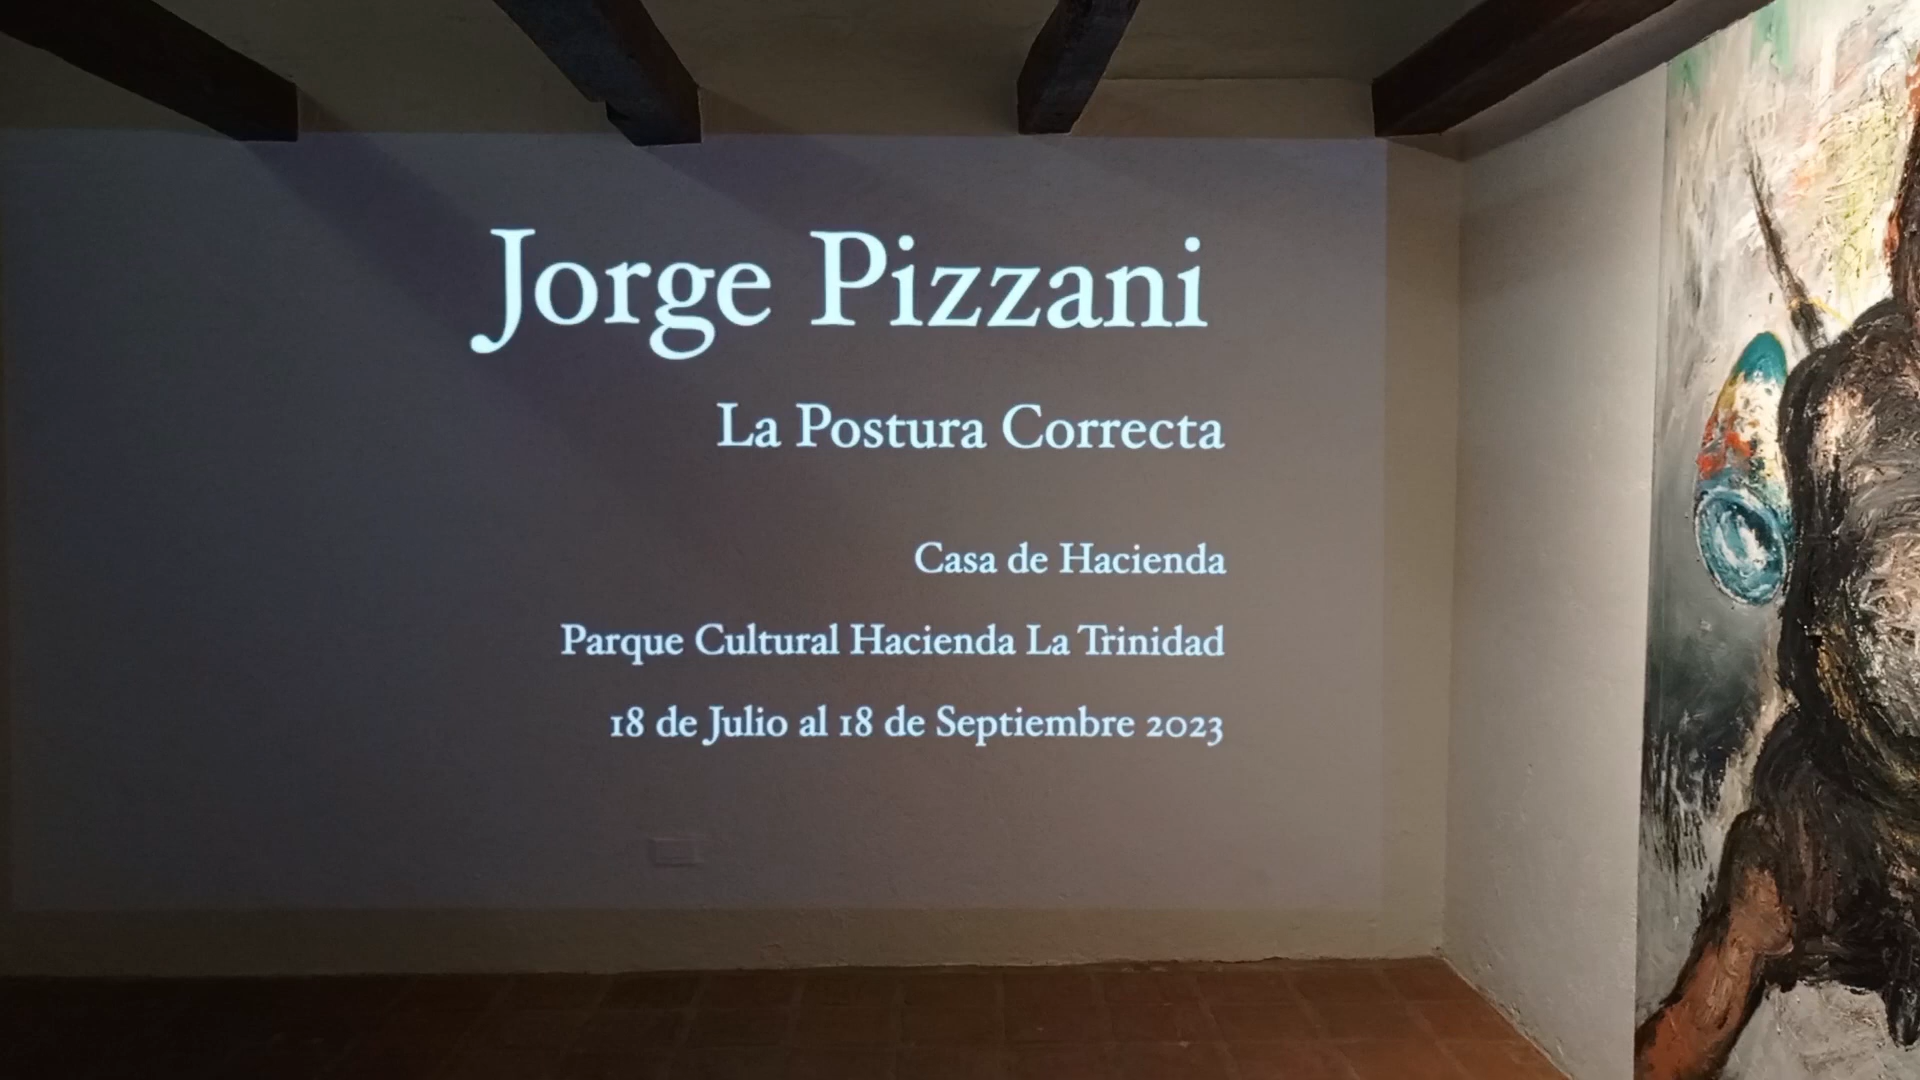 Jorge Pizzani
La Postura Correcta
Casa de Hacienda
Parque Cultural Hacienda La Trinidad
18 de Julio al 18 de Septiembre 2023